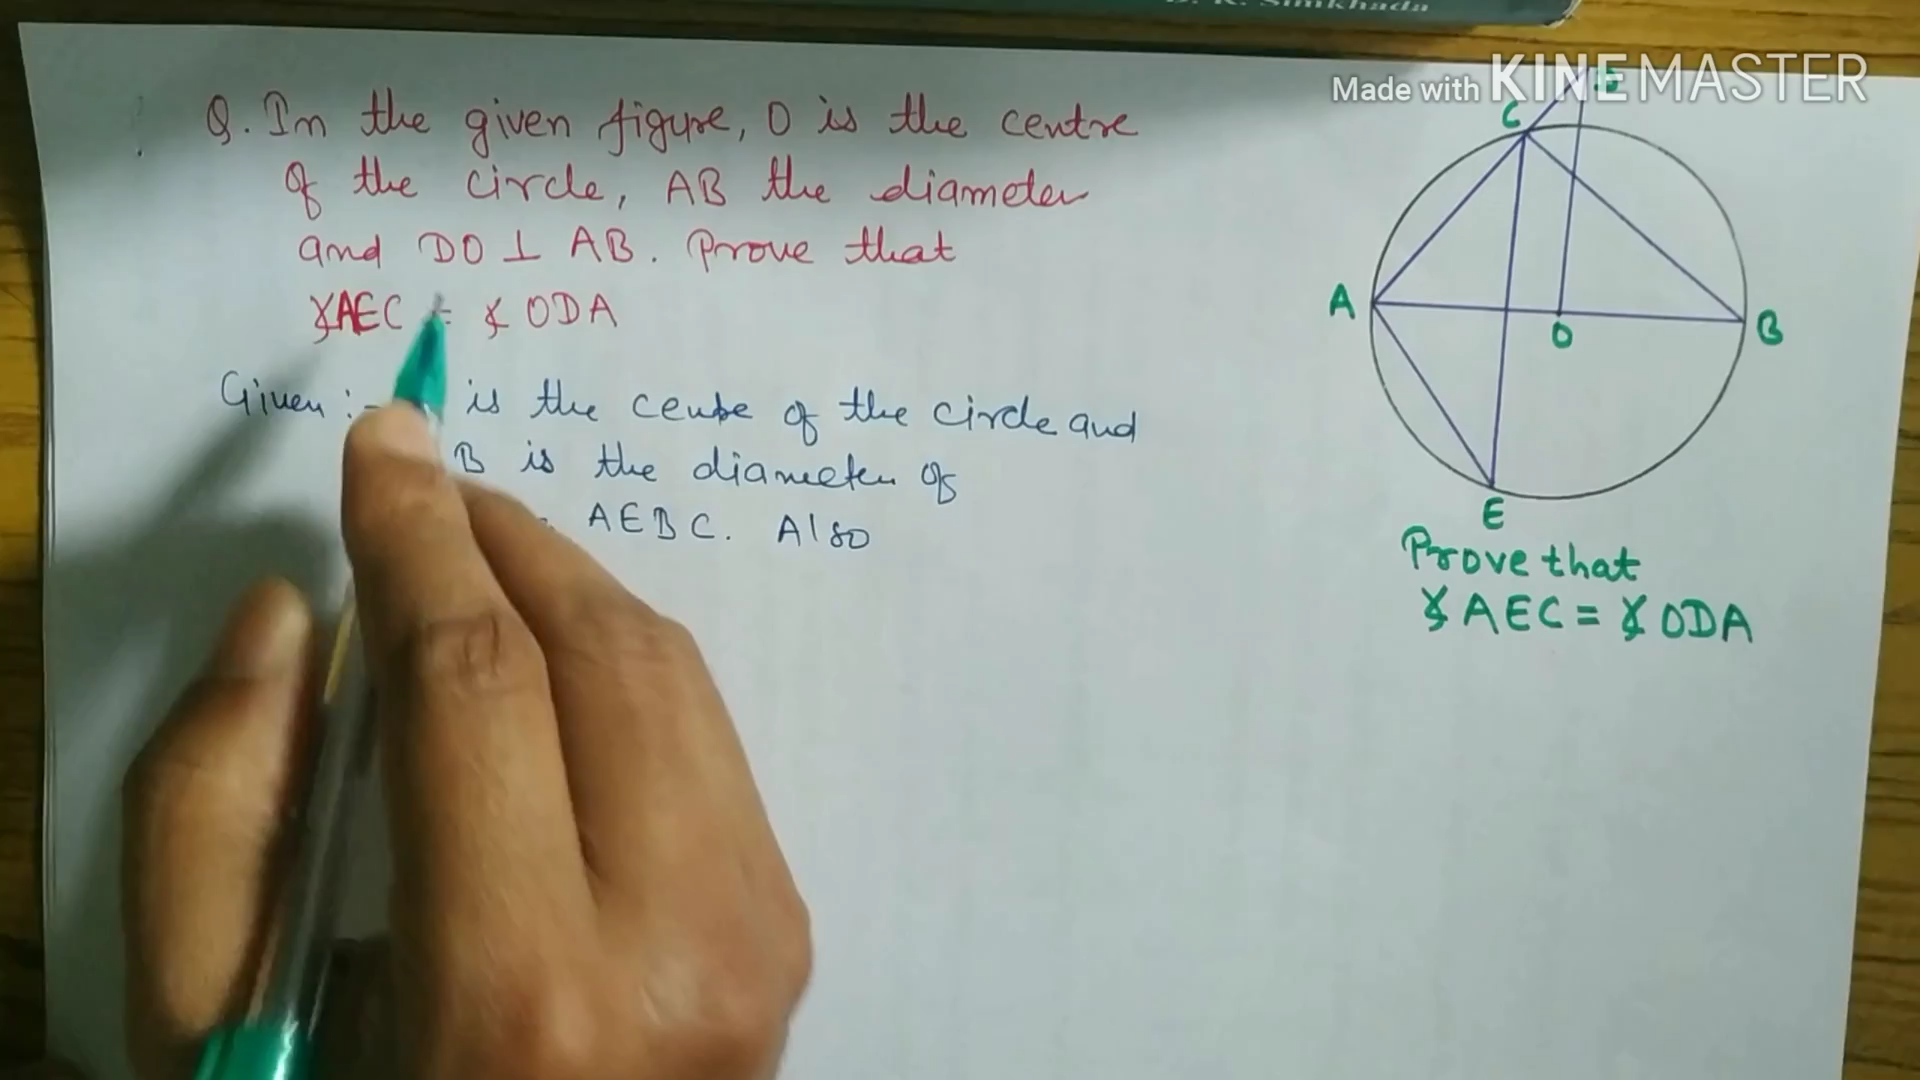 Q. In the given figure, O is the centre
of the circle, AB the diameter
and DO ⊥ AB. Prove that
∡AEC = ∡ODA
Given :- is the centre of the circle and
B is the diameter of
AEBC. Also
Made with KINEMASTER
C
A
B
O
E
Prove that
∡AEC = ∡ODA